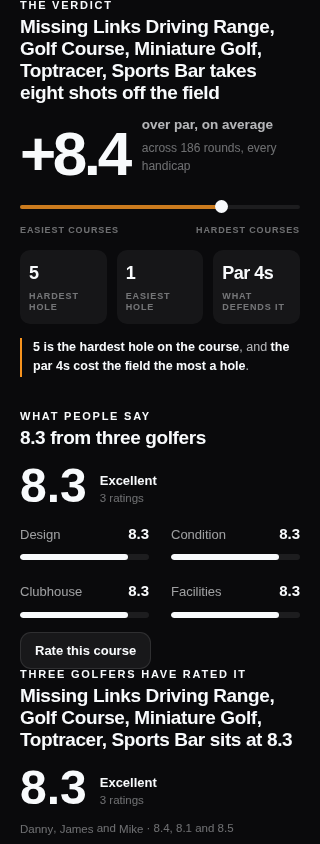 THE VERDICT
Missing Links Driving Range,
Golf Course, Miniature Golf,
Toptracer, Sports Bar takes
eight shots off the field
+8.4
over par, on average
across 186 rounds, every
handicap
EASIEST COURSES
HARDEST COURSES
5
HARDEST
HOLE
1
EASIEST
HOLE
Par 4s
WHAT
DEFENDS IT
5 is the hardest hole on the course, and the
par 4s cost the field the most a hole.
WHAT PEOPLE SAY
8.3 from three golfers
8.3
Excellent
3 ratings
Design 8.3
Condition 8.3
Clubhouse 8.3
Facilities 8.3
Rate this course
THREE GOLFERS HAVE RATED IT
Missing Links Driving Range,
Golf Course, Miniature Golf,
Toptracer, Sports Bar sits at 8.3
8.3
Excellent
3 ratings
Danny, James and Mike · 8.4, 8.1 and 8.5